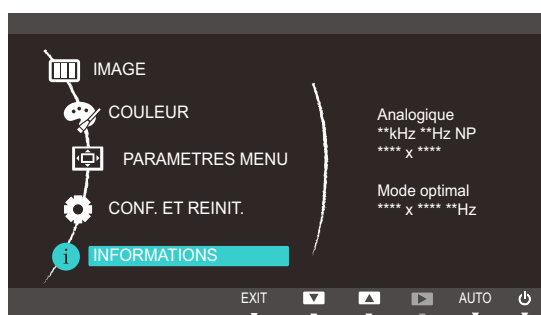 IMAGE
COULEUR
PARAMETRES MENU
CONF. ET REINIT.
INFORMATIONS
Analogique
**kHz **Hz NP
**** x ****
Mode optimal
**** x **** **Hz
EXIT AUTO